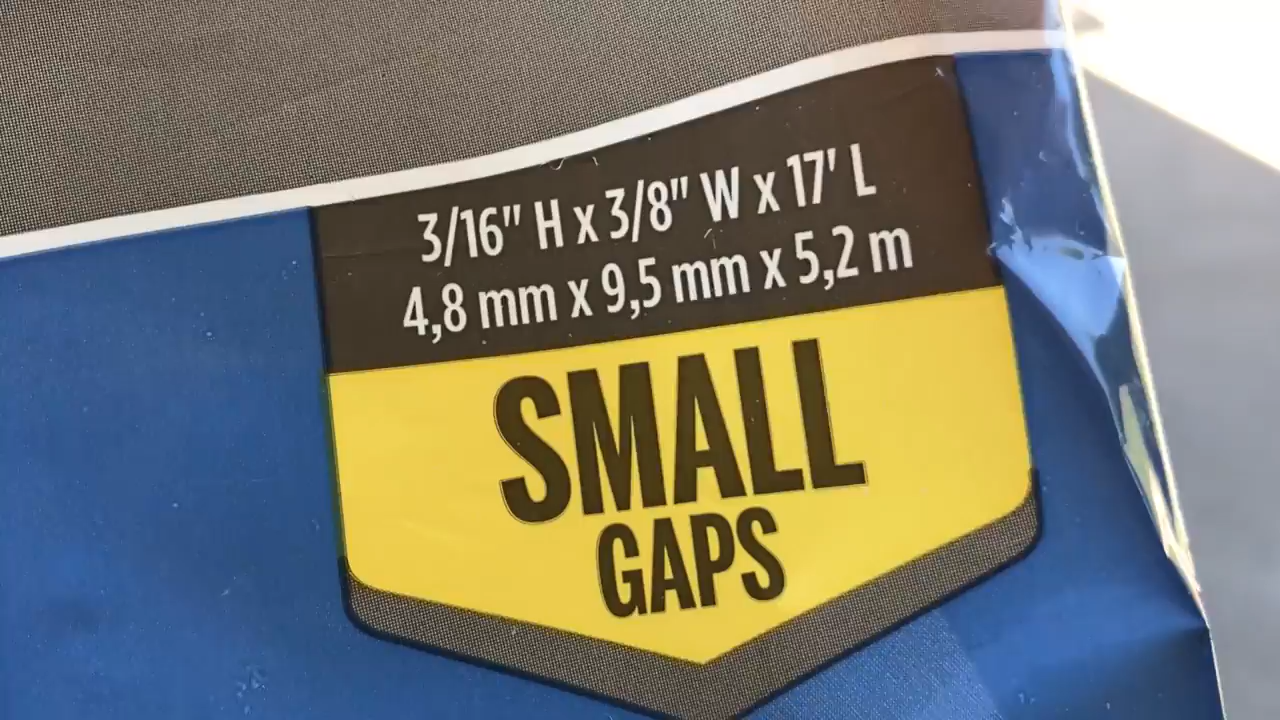 3/16" H x 3/8" W x 17' L
4,8 mm x 9,5 mm x 5,2 m
SMALL
GAPS